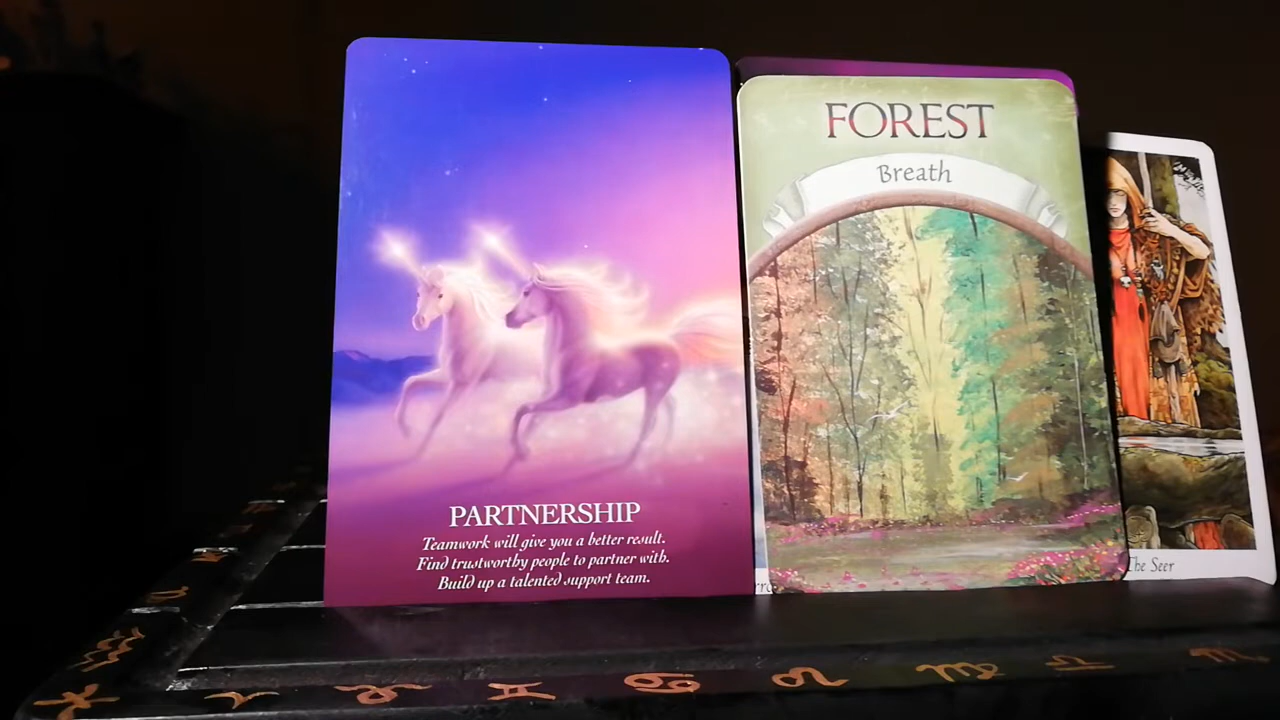 PARTNERSHIP
Teamwork will give you a better result.
Find trustworthy people to partner with.
Build up a talented support team.
FOREST
Breath
The Seer